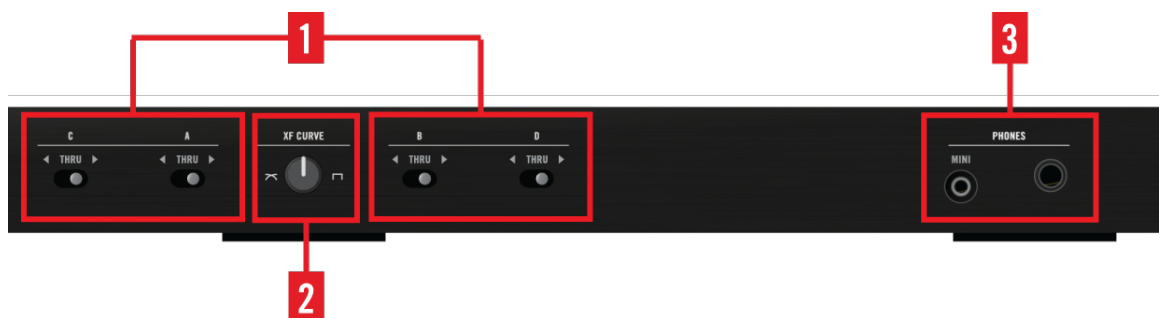 1
3
C A
XF CURVE
B D
PHONES
◀ THRU ▶ ◀ THRU ▶
◀ THRU ▶ ◀ THRU ▶
MINI
2